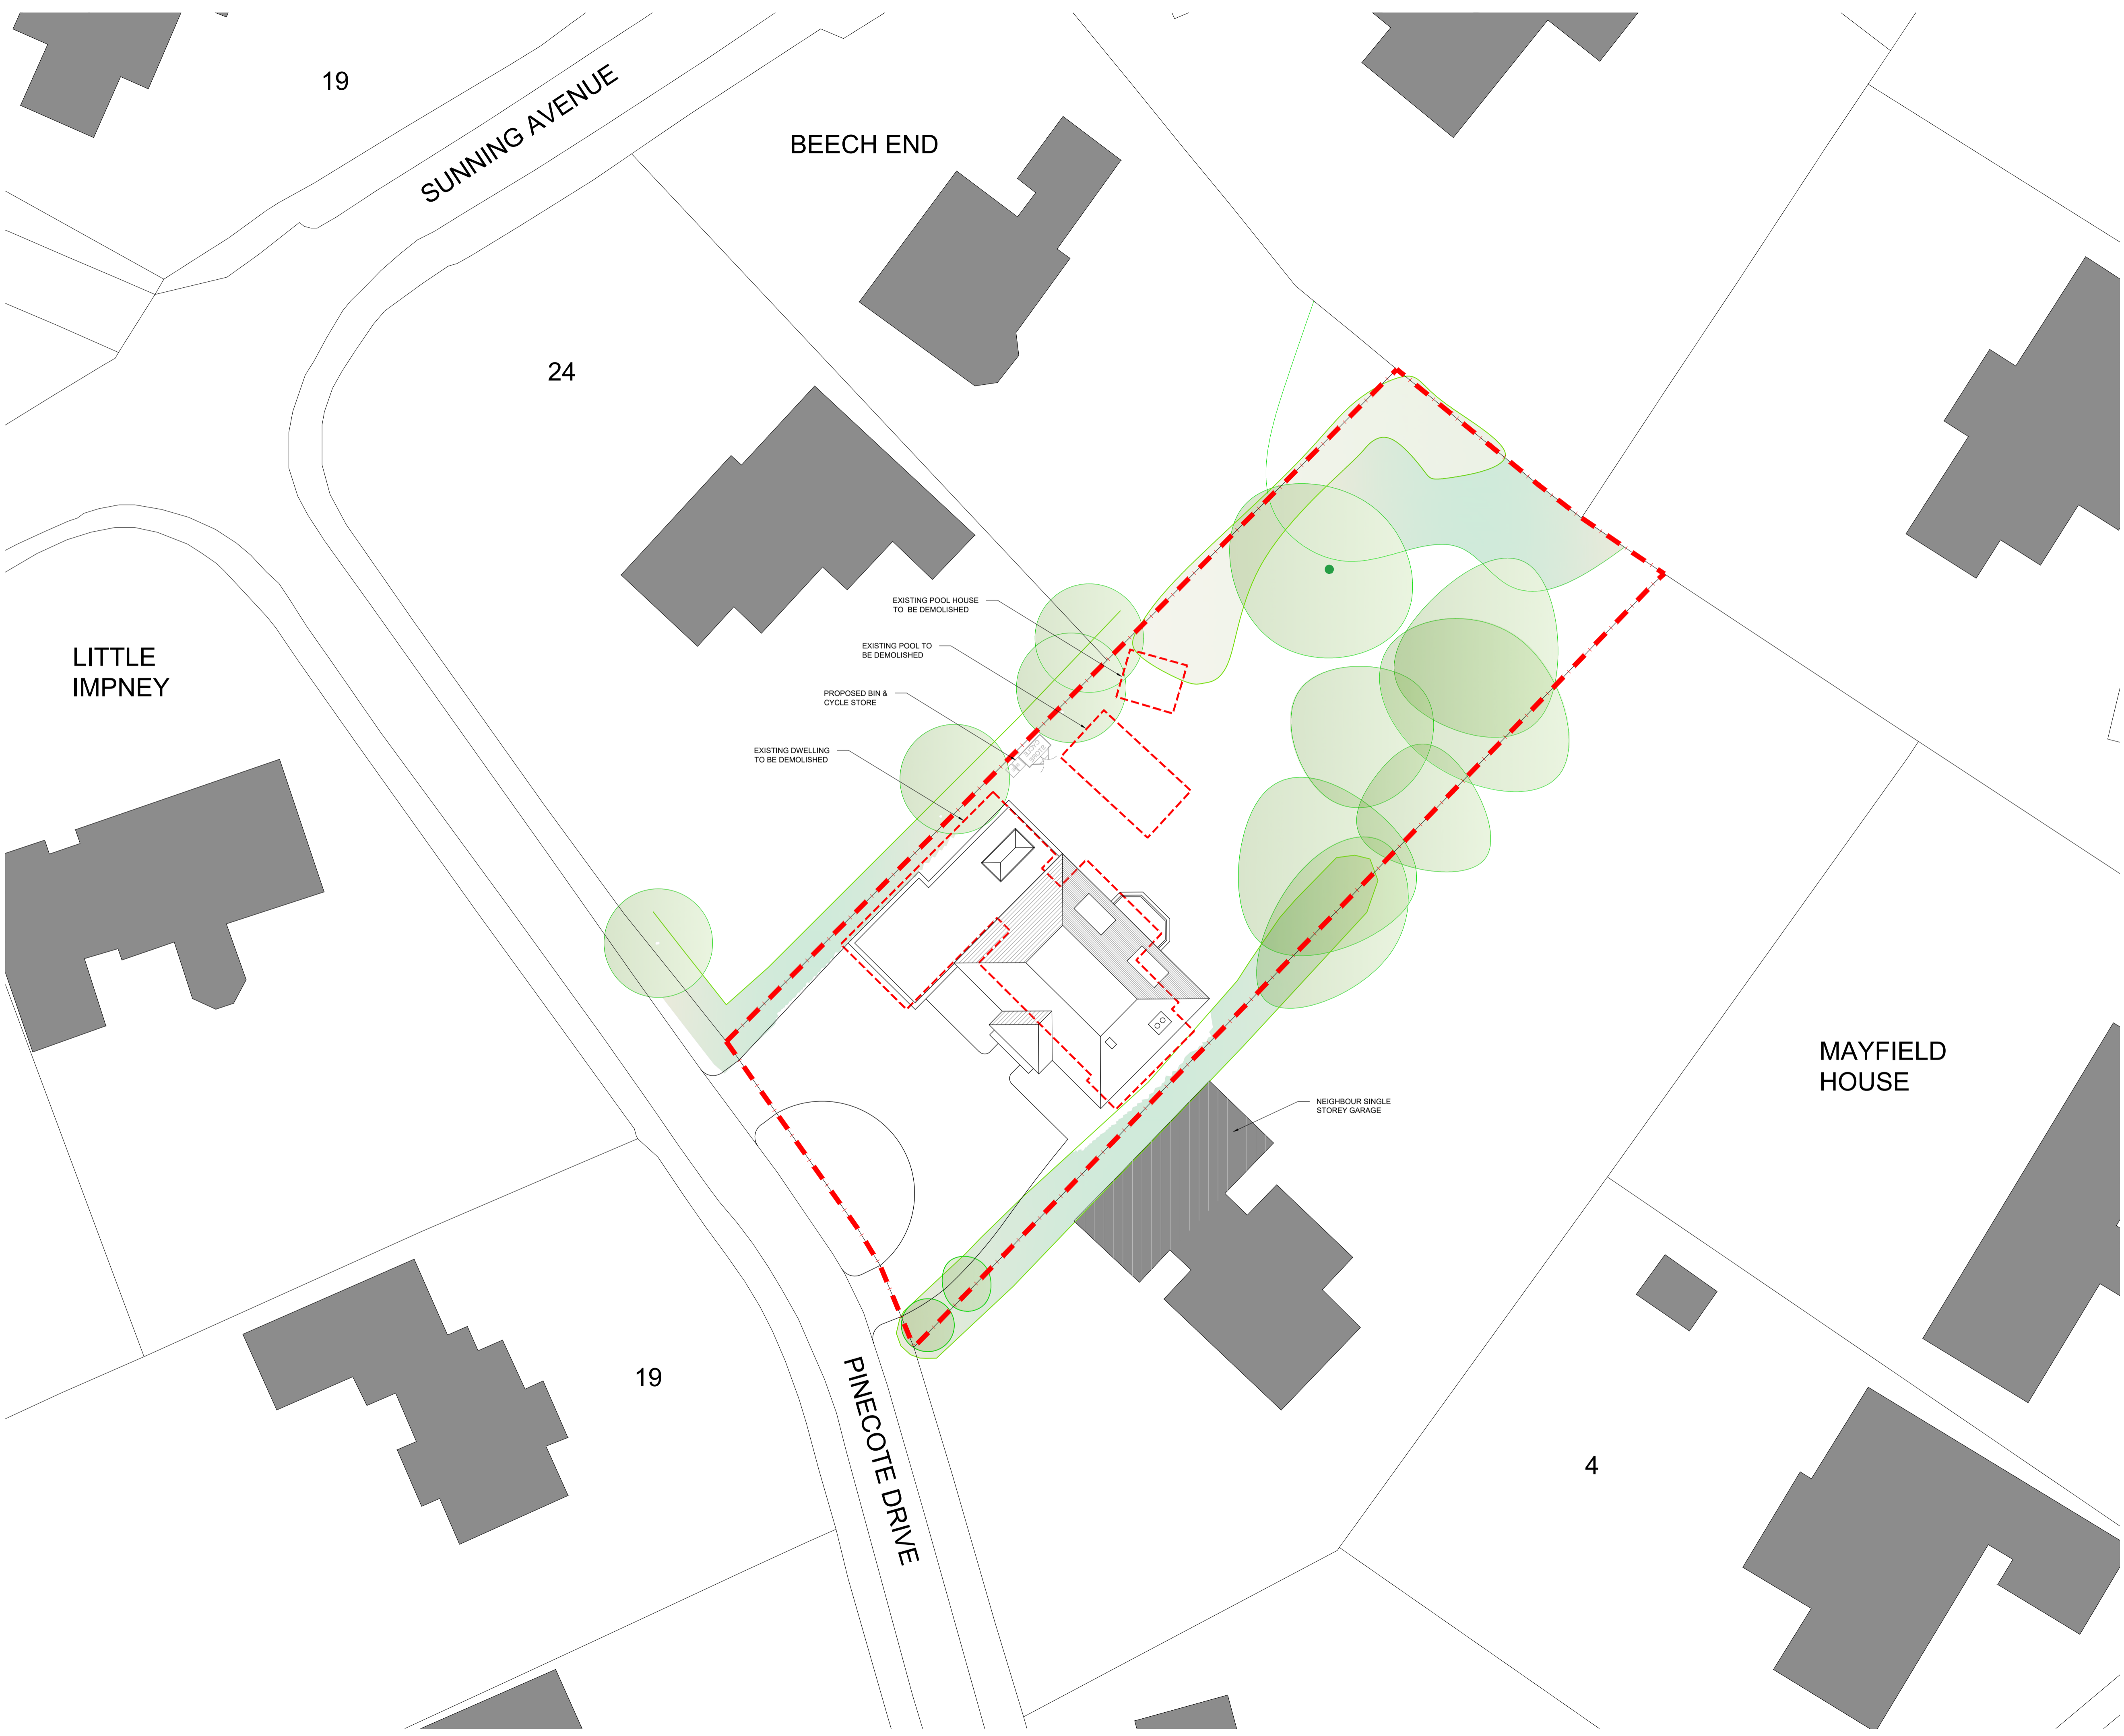 19
SUNNING AVENUE
BEECH END
24
EXISTING POOL HOUSE
TO BE DEMOLISHED
EXISTING POOL TO
BE DEMOLISHED
LITTLE
IMPNEY
PROPOSED BIN &
CYCLE STORE
EXISTING DWELLING
TO BE DEMOLISHED
MAYFIELD
HOUSE
NEIGHBOUR SINGLE
STOREY GARAGE
19
PINECOTE DRIVE
4